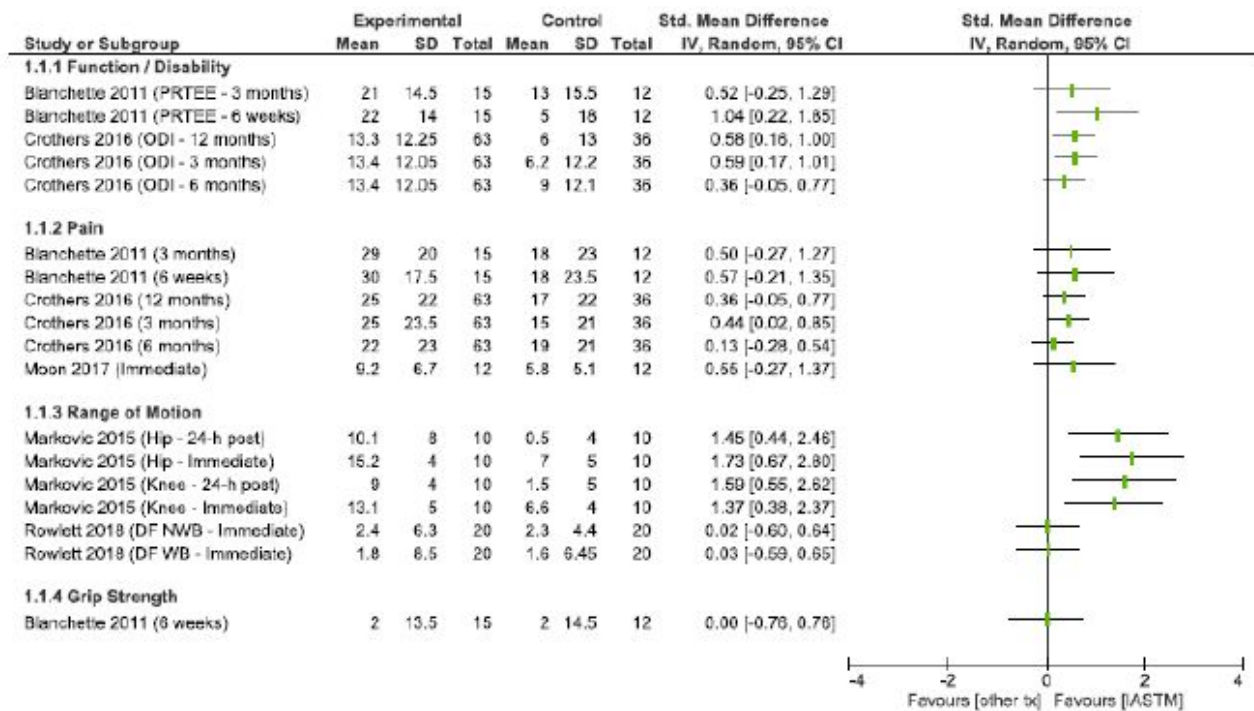 Experimental Control Std. Mean Difference Std. Mean Difference
Study or Subgroup Mean SD Total Mean SD Total IV, Random, 95% CI IV, Random, 95% CI
1.1.1 Function / Disability
Blanchette 2011 (PRTEE - 3 months) 21 14.5 15 13 15.5 12 0.52 [-0.25, 1.29]
Blanchette 2011 (PRTEE - 6 weeks) 22 14 15 5 16 12 1.04 [0.22, 1.85]
Crothers 2016 (ODI - 12 months) 13.3 12.25 63 6 13 36 0.58 [0.16, 1.00]
Crothers 2016 (ODI - 3 months) 13.4 12.05 63 6.2 12.2 36 0.59 [0.17, 1.01]
Crothers 2016 (ODI - 6 months) 13.4 12.05 63 9 12.1 36 0.36 [-0.05, 0.77]
1.1.2 Pain
Blanchette 2011 (3 months) 29 20 15 18 23 12 0.50 [-0.27, 1.27]
Blanchette 2011 (6 weeks) 30 17.5 15 18 23.5 12 0.57 [-0.21, 1.35]
Crothers 2016 (12 months) 25 22 63 17 22 36 0.36 [-0.05, 0.77]
Crothers 2016 (3 months) 25 23.5 63 15 21 36 0.44 [0.02, 0.85]
Crothers 2016 (6 months) 22 23 63 19 21 36 0.13 [-0.28, 0.54]
Moon 2017 (Immediate) 9.2 6.7 12 5.8 5.1 12 0.55 [-0.27, 1.37]
1.1.3 Range of Motion
Markovic 2015 (Hip - 24-h post) 10.1 8 10 0.5 4 10 1.45 [0.44, 2.46]
Markovic 2015 (Hip - Immediate) 15.2 4 10 7 5 10 1.73 [0.67, 2.80]
Markovic 2015 (Knee - 24-h post) 9 4 10 1.5 5 10 1.59 [0.55, 2.62]
Markovic 2015 (Knee - Immediate) 13.1 5 10 6.6 4 10 1.37 [0.38, 2.37]
Rowlett 2018 (DF NWB - Immediate) 2.4 6.3 20 2.3 4.4 20 0.02 [-0.60, 0.64]
Rowlett 2018 (DF WB - Immediate) 1.8 8.5 20 1.6 6.45 20 0.03 [-0.59, 0.65]
1.1.4 Grip Strength
Blanchette 2011 (6 weeks) 2 13.5 15 2 14.5 12 0.00 [-0.76, 0.76]
-4 -2 0 2 4
Favours [other tx] Favours [IASTM]